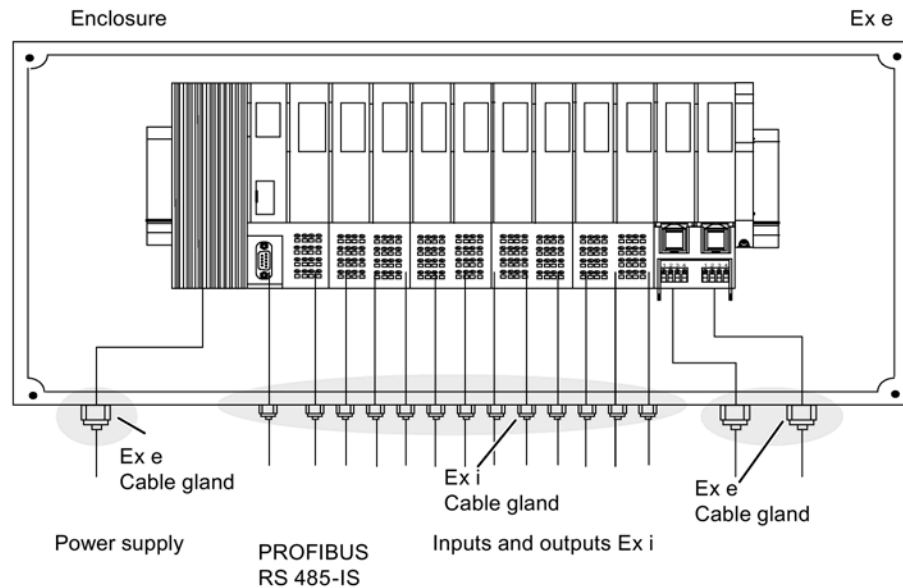 Enclosure
Ex e
Ex e
Cable gland
Ex i
Cable gland
Ex e
Cable gland
Power supply
PROFIBUS
RS 485-IS
Inputs and outputs Ex i